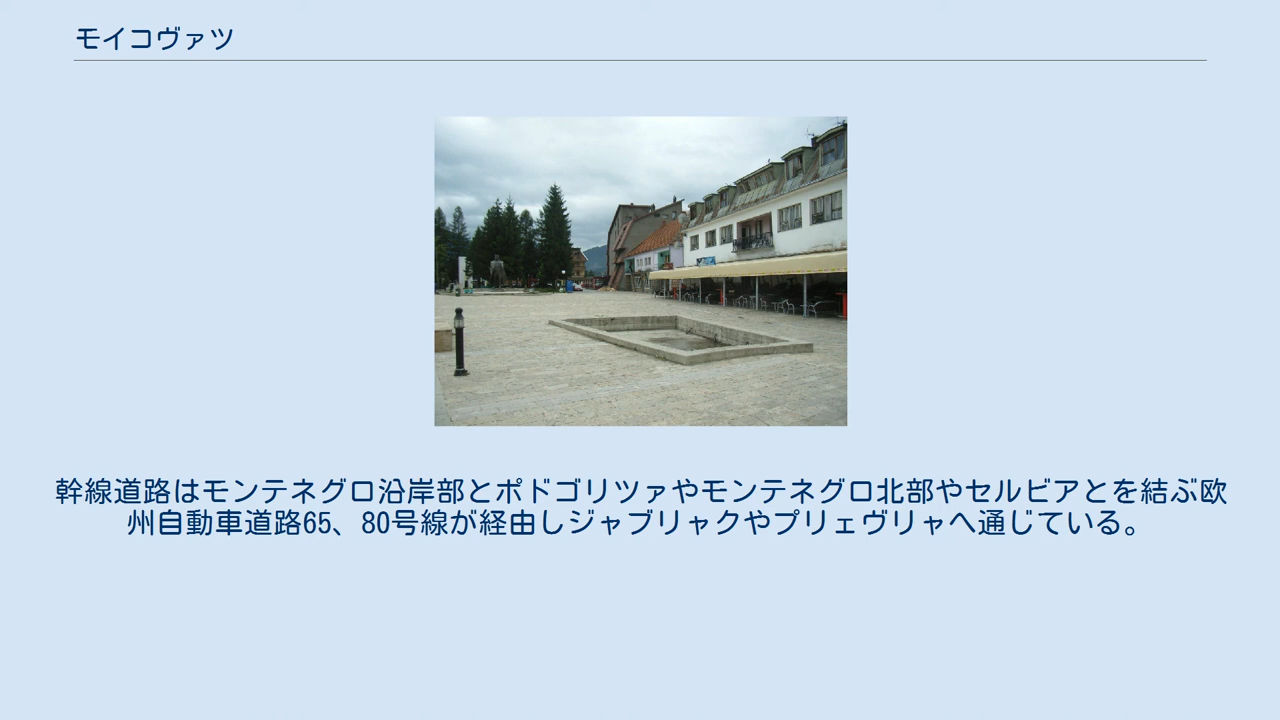 モイコヴァツ
幹線道路はモンテネグロ沿岸部とポドゴリツァやモンテネグロ北部やセルビアとを結ぶ欧
州自動車道路65、80号線が経由しジャブリャクやプリェヴリャへ通じている。